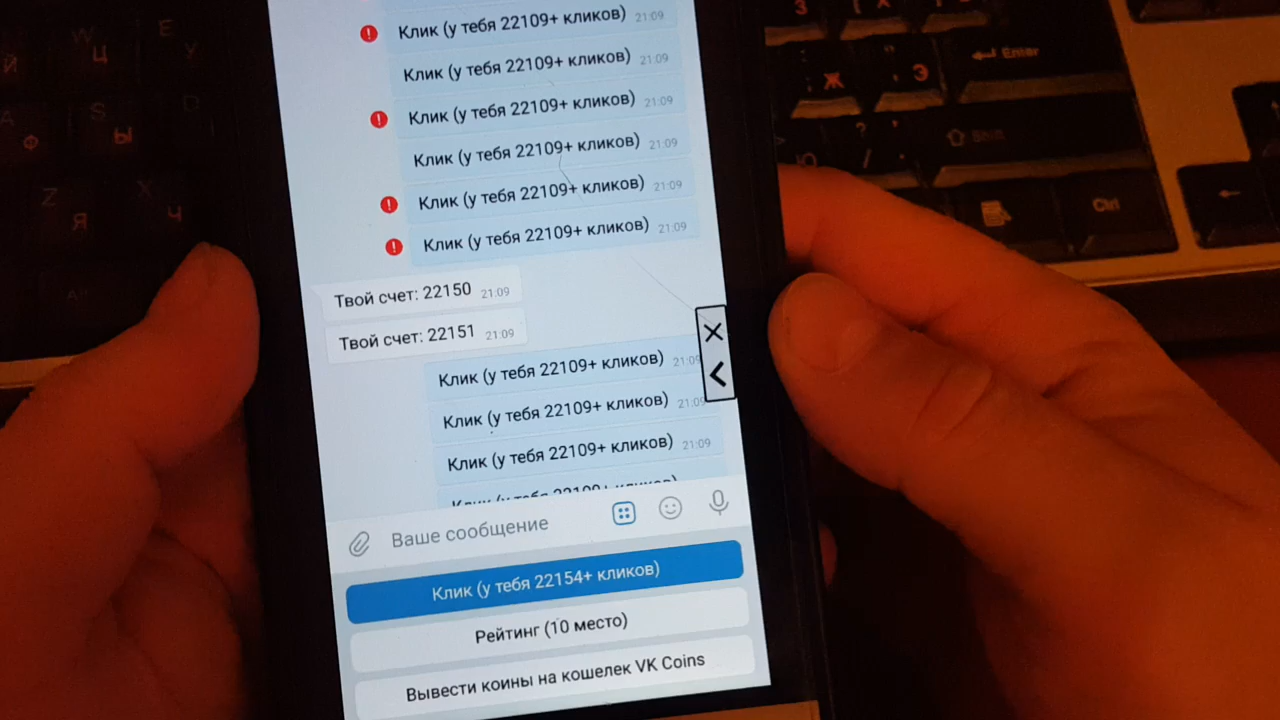 Клик (у тебя 22109+ кликов) 21:09
Клик (у тебя 22109+ кликов) 21:09
Клик (у тебя 22109+ кликов) 21:09
Клик (у тебя 22109+ кликов) 21:09
Клик (у тебя 22109+ кликов) 21:09
Клик (у тебя 22109+ кликов) 21:09
Твой счет: 22150 21:09
Твой счет: 22151 21:09
Клик (у тебя 22109+ кликов) 21:09
Клик (у тебя 22109+ кликов) 21:09
Клик (у тебя 22109+ кликов) 21:09
Ваше сообщение
Клик (у тебя 22154+ кликов)
Рейтинг (10 место)
Вывести коины на кошелек VK Coins
W
Ц
Й
E
У
A
Ф
S
Ы
D
Z
Я
X
Ч
Ж
Э
Enter
Ю
?
/
Shift
Ctrl